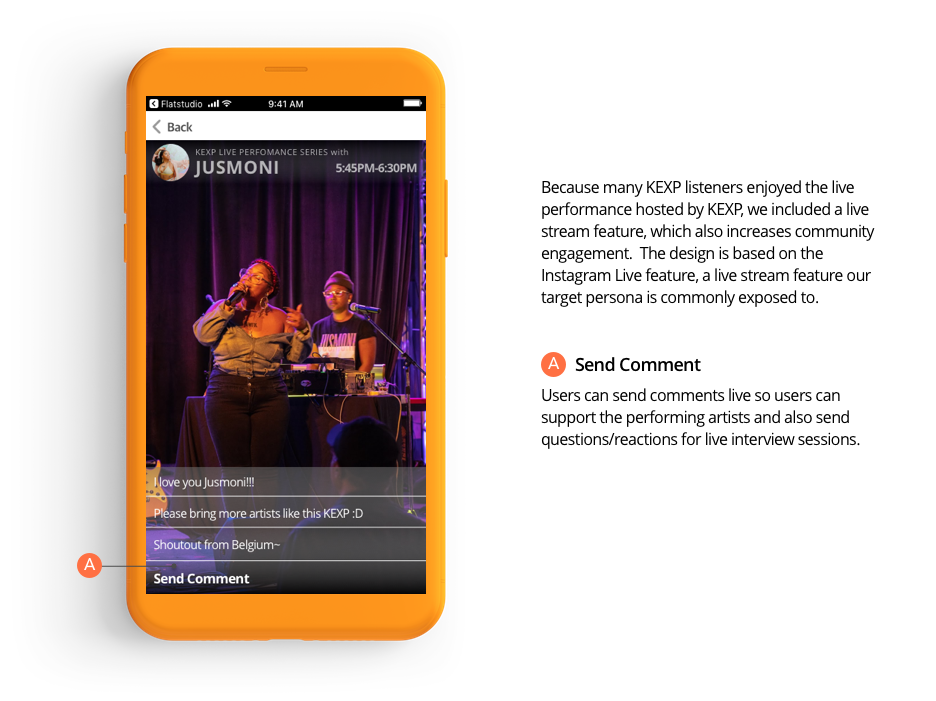 Flatstudio 9:41 AM
Back
KEXP LIVE PERFOMANCE SERIES with
JUSMONI 5:45PM-6:30PM
JUSMONI
I love you Jusmoni!!!
Please bring more artists like this KEXP :D
Shoutout from Belgium~
A
Send Comment
Because many KEXP listeners enjoyed the live
performance hosted by KEXP, we included a live
stream feature, which also increases community
engagement.  The design is based on the
Instagram Live feature, a live stream feature our
target persona is commonly exposed to.
A Send Comment
Users can send comments live so users can
support the performing artists and also send
questions/reactions for live interview sessions.